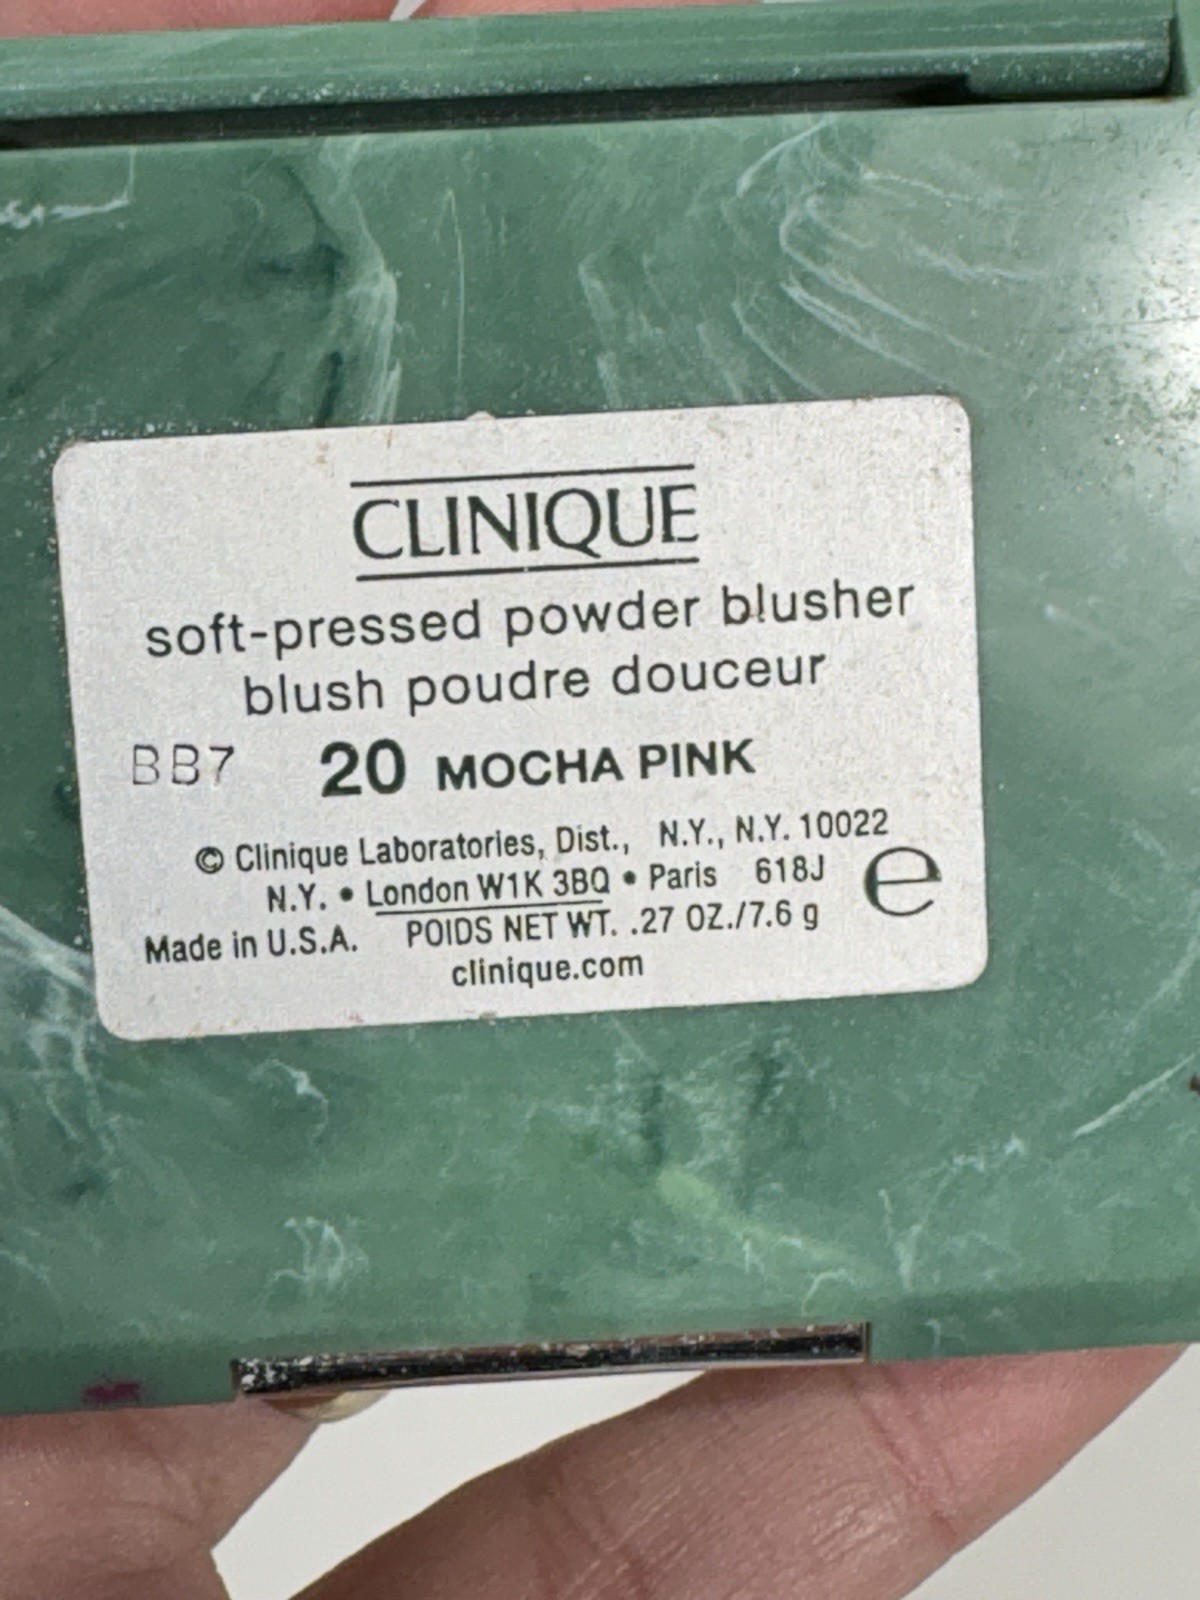 CLINIQUE
soft-pressed powder blusher
blush poudre douceur
BB7 20 MOCHA PINK
© Clinique Laboratories, Dist., N.Y., N.Y. 10022
N.Y. • London W1K 3BQ • Paris 618J e
Made in U.S.A. POIDS NET WT. .27 OZ./7.6 g
clinique.com